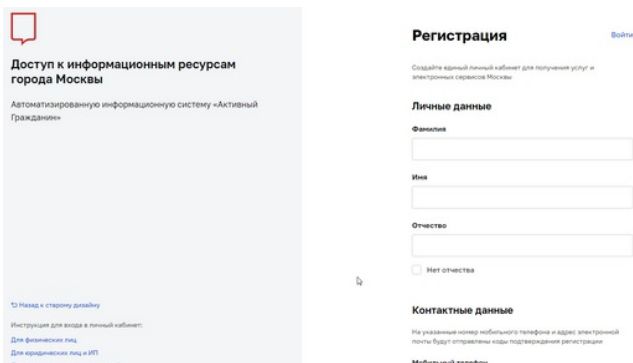 Доступ к информационным ресурсам
города Москвы
Автоматизированную информационную систему «Активный
Гражданин»
Назад к старому дизайну
Инструкция для входа в личный кабинет:
Для физических лиц
Для юридических лиц и ИП
Регистрация
Войти
Создайте единый личный кабинет для получения услуг и
электронных сервисов Москвы
Личные данные
Фамилия
Имя
Отчество
Нет отчества
Контактные данные
На указанные номер мобильного телефона и адрес электронной
почты будут отправлены коды подтверждения регистрации
Мобильный телефон